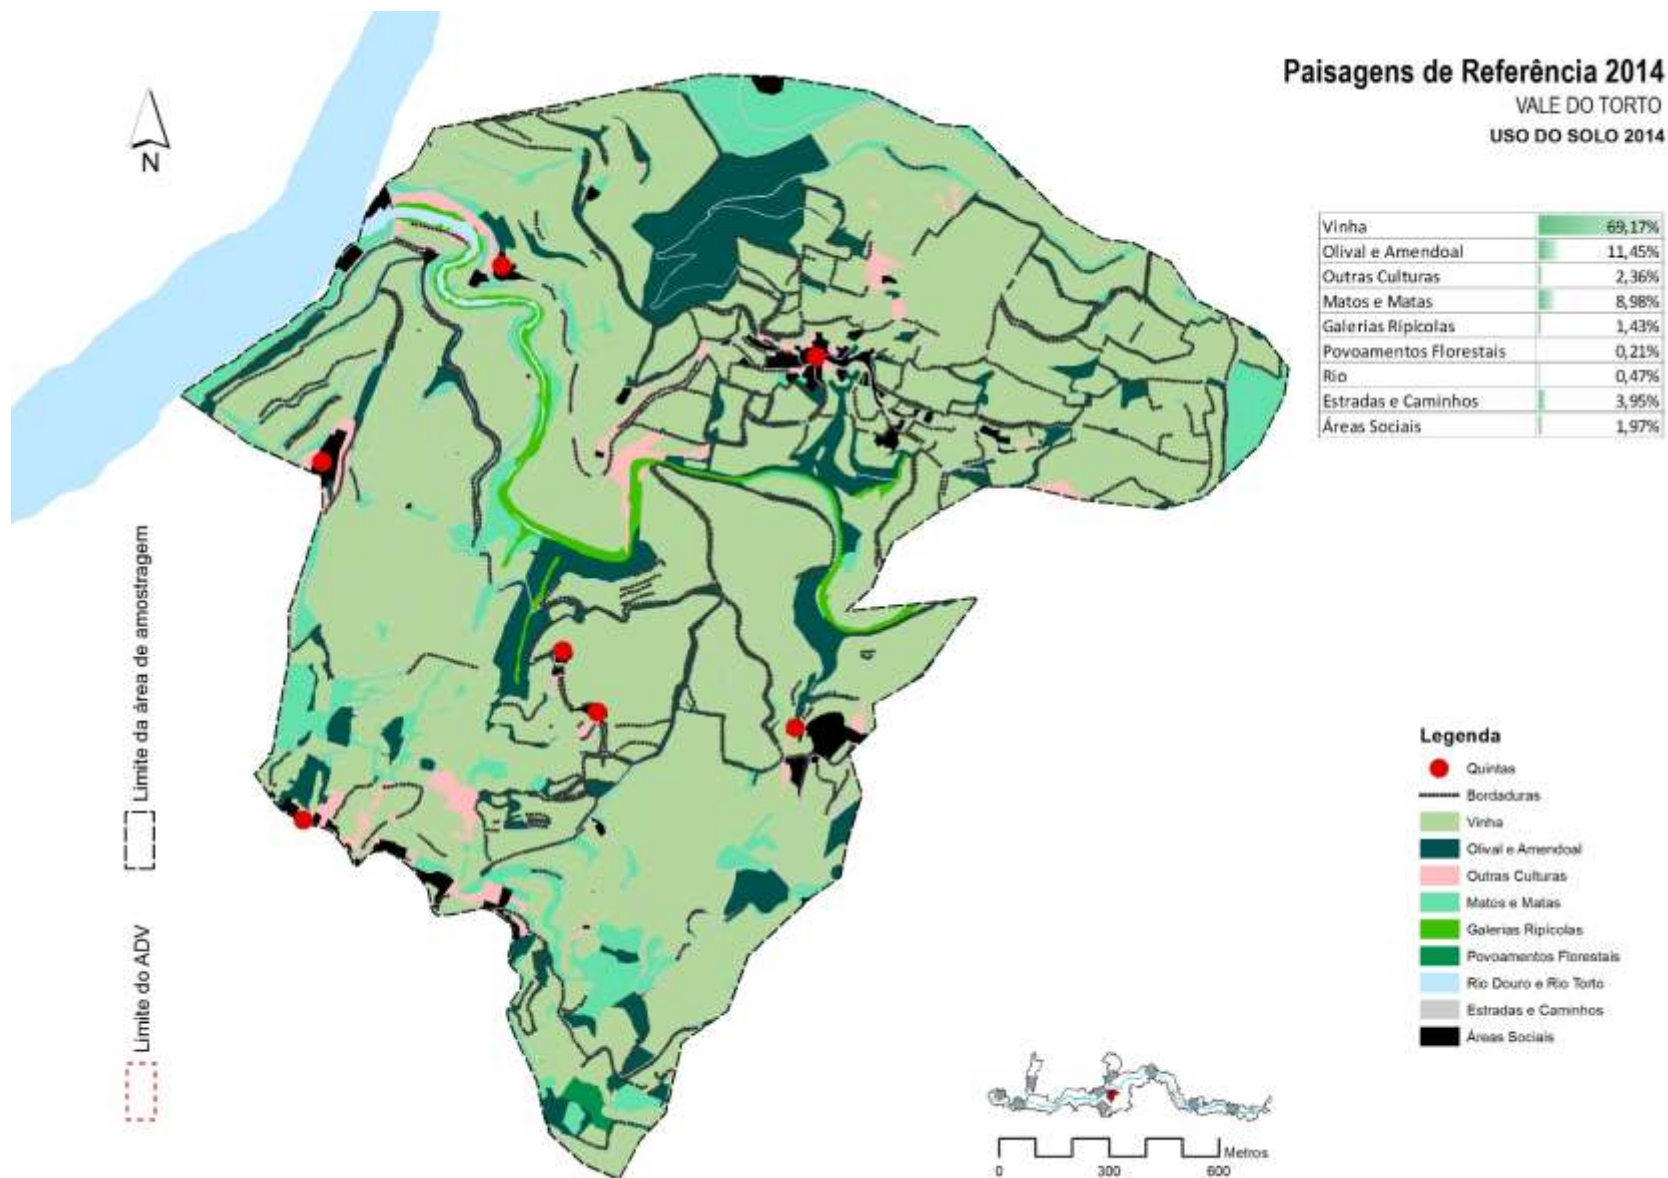 Paisagens de Referência 2014
VALE DO TORTO
USO DO SOLO 2014
N
Vinha 69,17%
Olival e Amendoal 11,45%
Outras Culturas 2,36%
Matos e Matas 8,98%
Galerias Ripícolas 1,43%
Povoamentos Florestais 0,21%
Rio 0,47%
Estradas e Caminhos 3,95%
Áreas Sociais 1,97%
Limite da área de amostragem
Limite do ADV
Legenda
Quintas
Bordaduras
Vinha
Olival e Amendoal
Outras Culturas
Matos e Matas
Galerias Ripícolas
Povoamentos Florestais
Rio Douro e Rio Torto
Estradas e Caminhos
Áreas Sociais
Metros
0 300 600